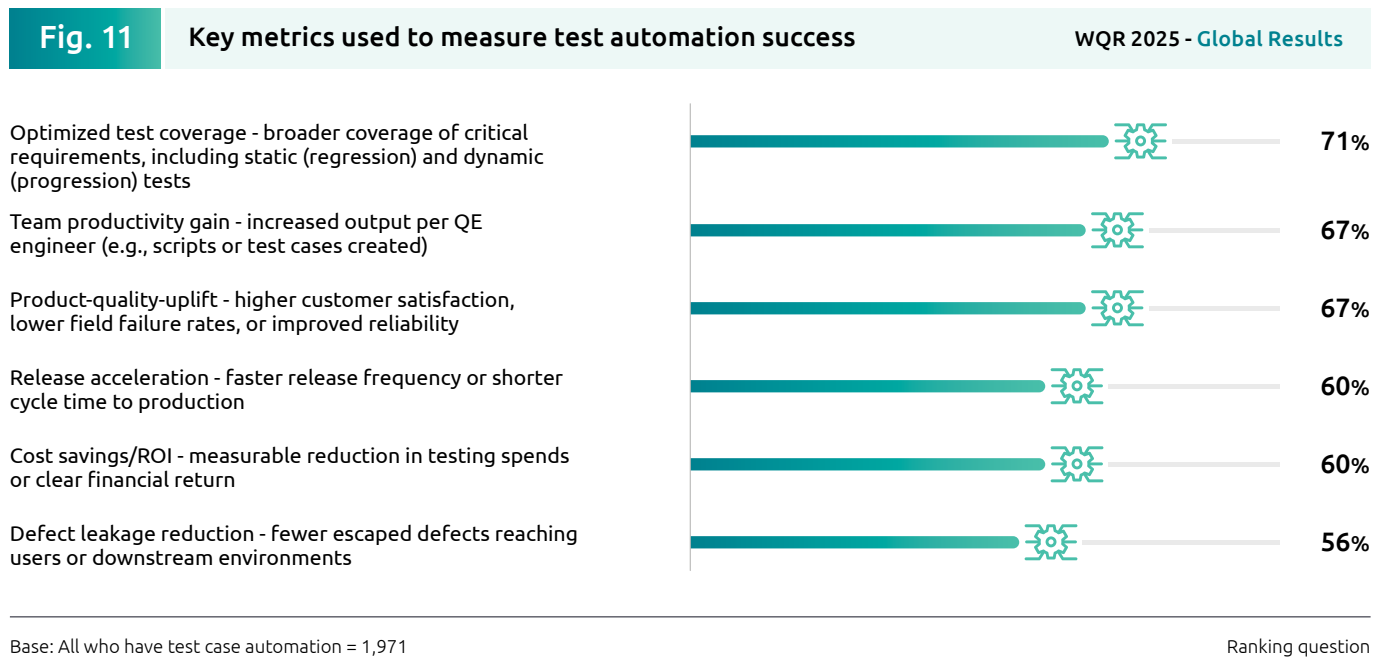 Fig. 11
Key metrics used to measure test automation success
WQR 2025 - Global Results
Optimized test coverage - broader coverage of critical
requirements, including static (regression) and dynamic
(progression) tests
71%
Team productivity gain - increased output per QE
engineer (e.g., scripts or test cases created)
67%
Product-quality-uplift - higher customer satisfaction,
lower field failure rates, or improved reliability
67%
Release acceleration - faster release frequency or shorter
cycle time to production
60%
Cost savings/ROI - measurable reduction in testing spends
or clear financial return
60%
Defect leakage reduction - fewer escaped defects reaching
users or downstream environments
56%
Base: All who have test case automation = 1,971
Ranking question